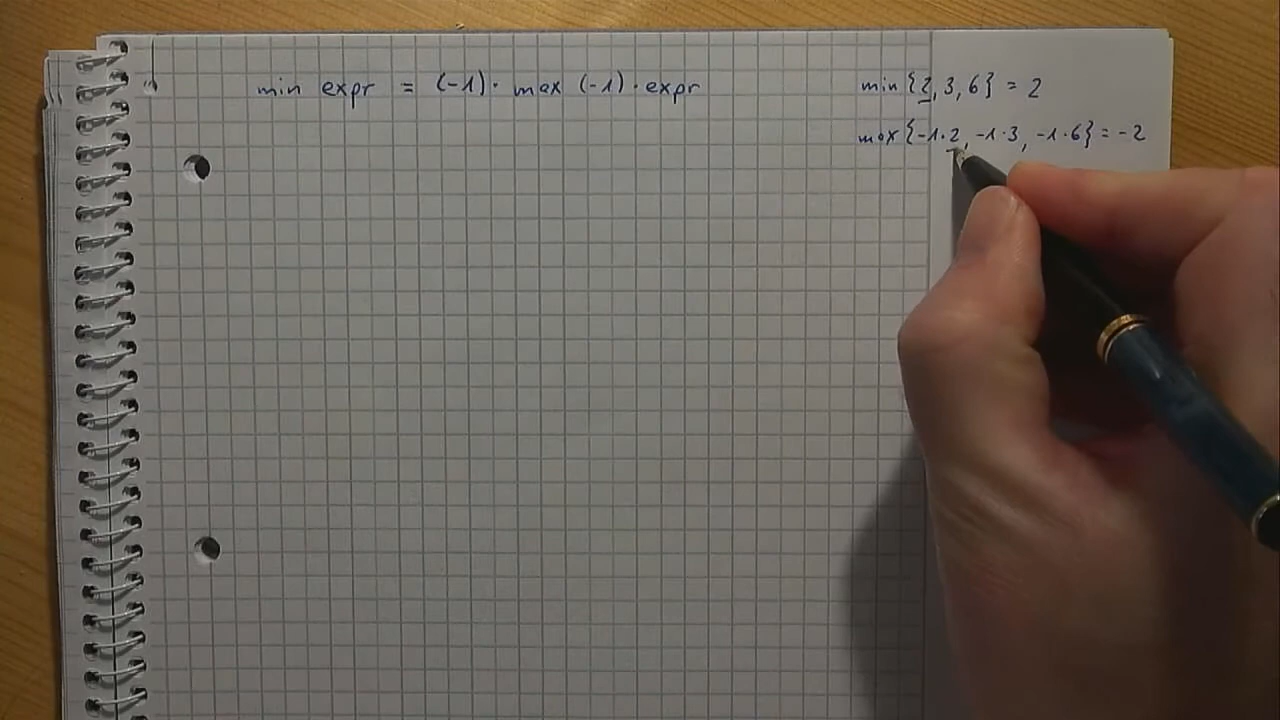 min expr = (-1)· max (-1)· expr
min {2, 3, 6} = 2
max {-1·2, -1·3, -1·6} = -2